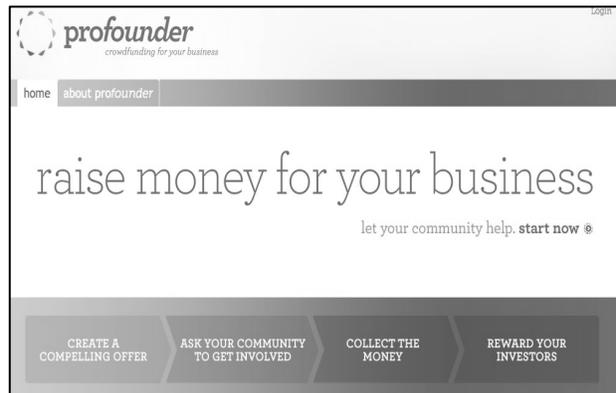 Login
profounder
crowdfunding for your business
home about profounder
raise money for your business
let your community help. start now
CREATE A
COMPELLING OFFER
ASK YOUR COMMUNITY
TO GET INVOLVED
COLLECT THE
MONEY
REWARD YOUR
INVESTORS